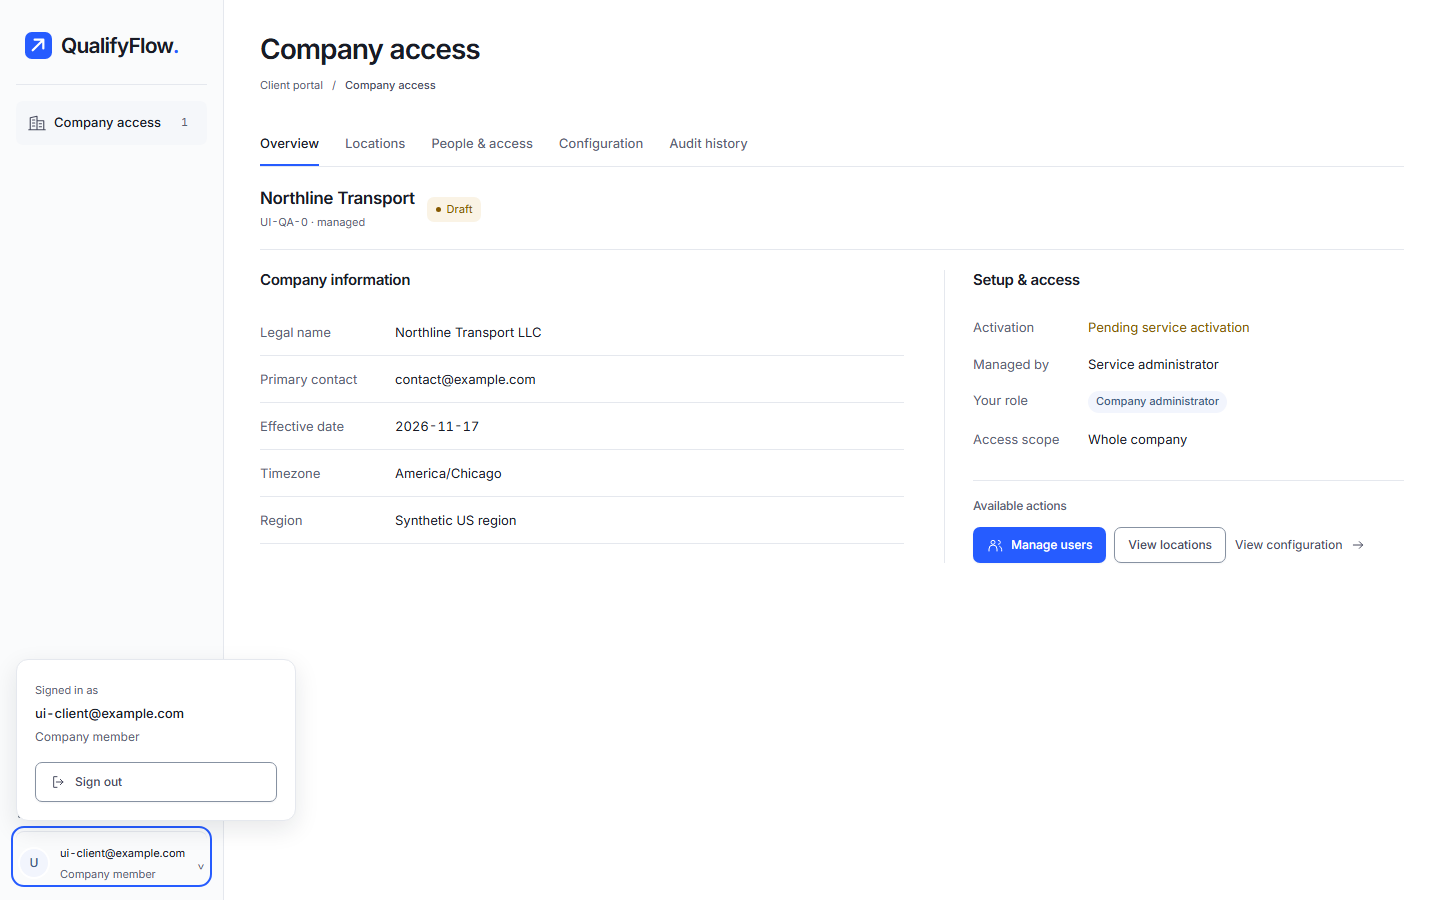 QualifyFlow.
Company access 1
Company access
Client portal / Company access
Overview Locations People & access Configuration Audit history
Northline Transport
Draft
UI-QA-0 · managed
Company information
Legal name Northline Transport LLC
Primary contact contact@example.com
Effective date 2026-11-17
Timezone America/Chicago
Region Synthetic US region
Setup & access
Activation Pending service activation
Managed by Service administrator
Your role Company administrator
Access scope Whole company
Available actions
Manage users View locations View configuration →
Signed in as
ui-client@example.com
Company member
Sign out
U
ui-client@example.com
Company member